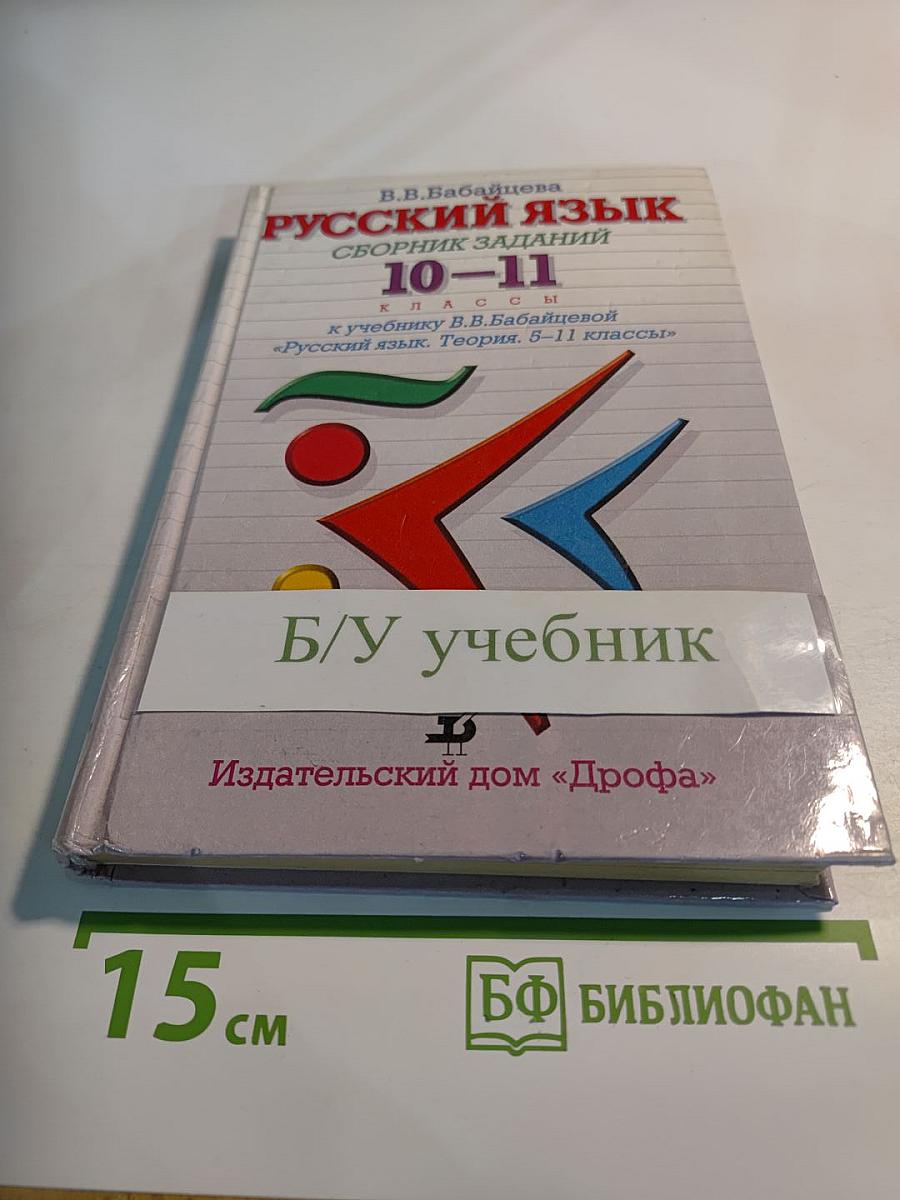 В.В.Бабайцева
РУССКИЙ ЯЗЫК
СБОРНИК ЗАДАНИЙ
10—11
КЛАССЫ
к учебнику В.В.Бабайцевой
«Русский язык. Теория. 5–11 классы»
Б/У учебник
Издательский дом «Дрофа»
15 см
БФ БИБЛИОФАН